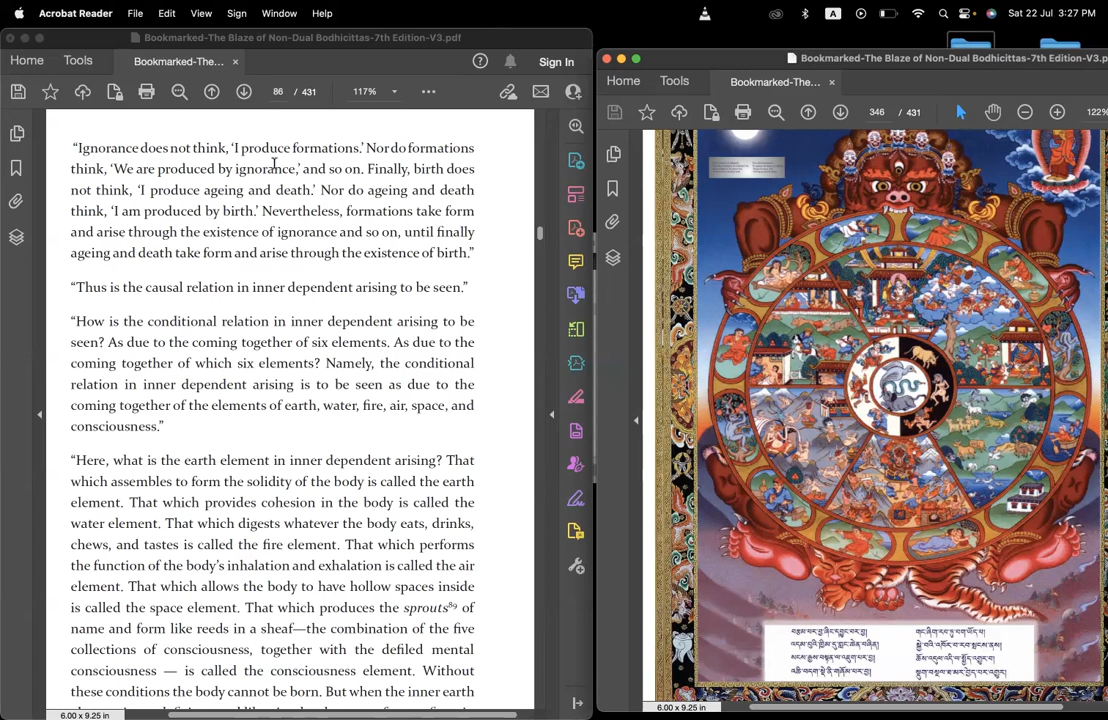 Acrobat Reader File Edit View Sign Window Help
A Sat 22 Jul 3:27 PM
Bookmarked-The Blaze of Non-Dual Bodhicittas-7th Edition-V3.pdf
Home Tools Bookmarked-The... × Sign In
86 / 431 117%
“Ignorance does not think, ‘I produce formations.’ Nor do formations
think, ‘We are produced by ignorance,’ and so on. Finally, birth does
not think, ‘I produce ageing and death.’ Nor do ageing and death
think, ‘I am produced by birth.’ Nevertheless, formations take form
and arise through the existence of ignorance and so on, until finally
ageing and death take form and arise through the existence of birth.”
“Thus is the causal relation in inner dependent arising to be seen.”
“How is the conditional relation in inner dependent arising to be
seen? As due to the coming together of six elements. As due to the
coming together of which six elements? Namely, the conditional
relation in inner dependent arising is to be seen as due to the
coming together of the elements of earth, water, fire, air, space, and
consciousness.”
“Here, what is the earth element in inner dependent arising? That
which assembles to form the solidity of the body is called the earth
element. That which provides cohesion in the body is called the
water element. That which digests whatever the body eats, drinks,
chews, and tastes is called the fire element. That which performs
the function of the body’s inhalation and exhalation is called the air
element. That which allows the body to have hollow spaces inside
is called the space element. That which produces the sprouts⁸⁹ of
name and form like reeds in a sheaf—the combination of the five
collections of consciousness, together with the defiled mental
consciousness — is called the consciousness element. Without
these conditions the body cannot be born. But when the inner earth
6.00 x 9.25 in
Bookmarked-The Blaze of Non-Dual Bodhicittas-7th Edition-V3.p
Home Tools Bookmarked-The... ×
346 / 431 122%
6.00 x 9.25 in